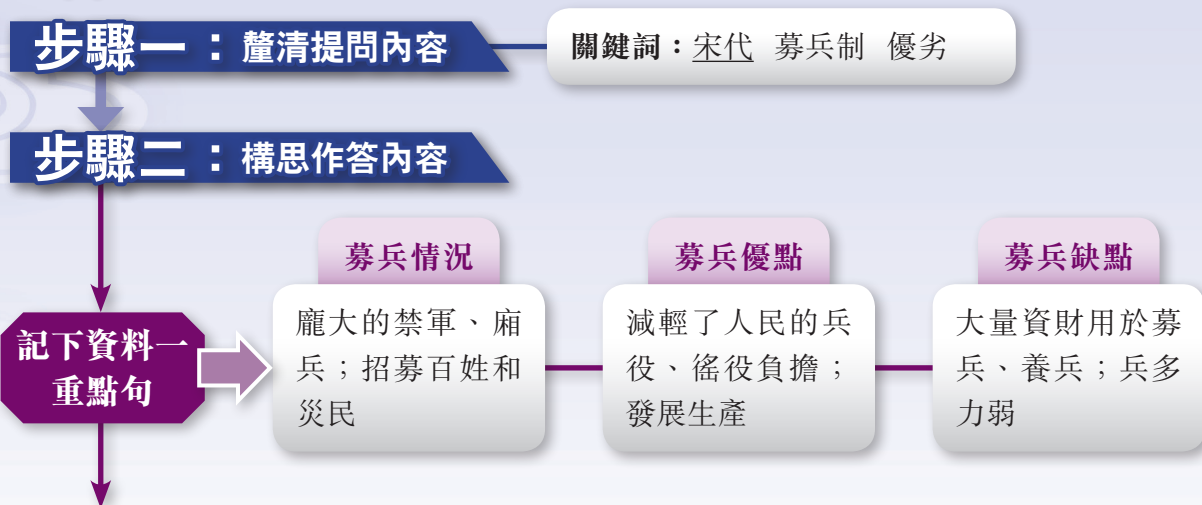 步驟一：釐清提問內容
關鍵詞：宋代 募兵制 優劣
步驟二：構思作答內容
記下資料一
重點句
募兵情況
龐大的禁軍、廂
兵；招募百姓和
災民
募兵優點
減輕了人民的兵
役、徭役負擔；
發展生產
募兵缺點
大量資財用於募
兵、養兵；兵多
力弱